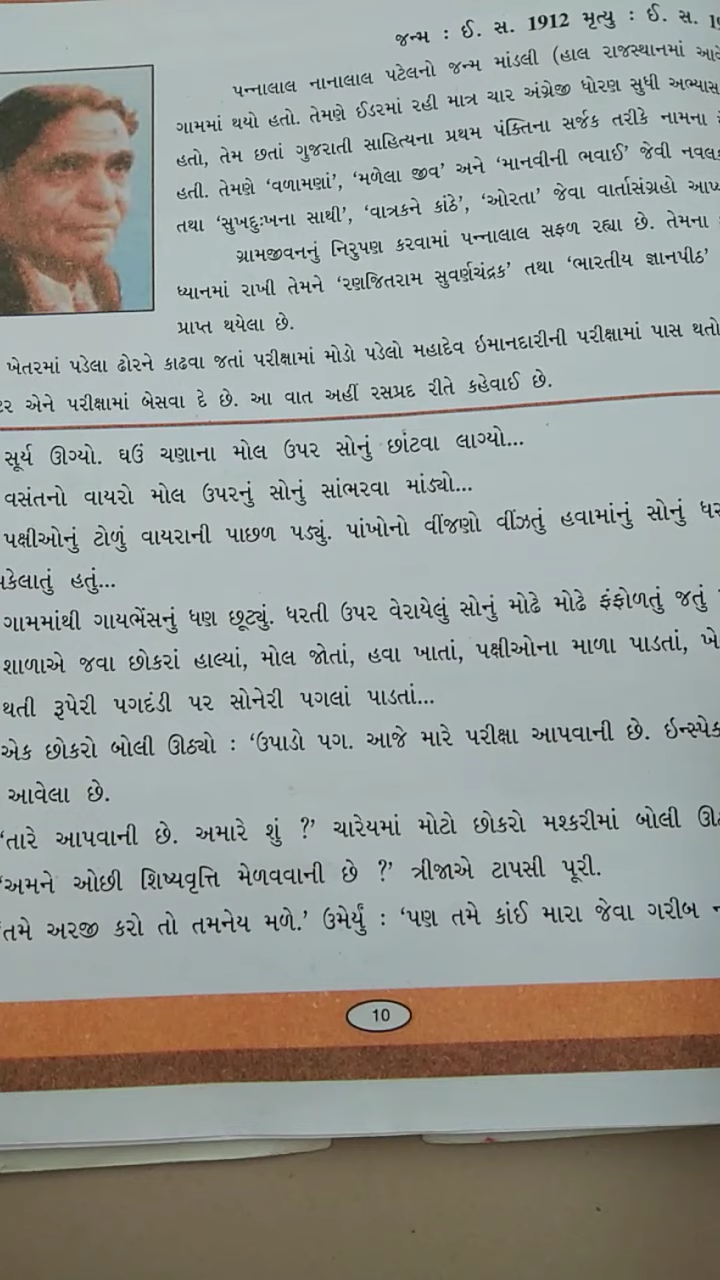 જન્મ : ઈ. સ. 1912 મૃત્યુ : ઈ. સ.
પન્નાલાલ નાનાલાલ પટેલનો જન્મ માંડલી (હાલ રાજસ્થાનમાં
ગામમાં થયો હતો. તેમણે ઈડરમાં રહી માત્ર ચાર અંગ્રેજી ધોરણ સુધી અભ્યાસ
હતો, તેમ છતાં ગુજરાતી સાહિત્યના પ્રથમ પંક્તિના સર્જક તરીકે નામના
હતી. તેમણે ‘વળામણાં’, ‘મળેલા જીવ’ અને ‘માનવીની ભવાઈ’ જેવી
તથા ‘સુખદુઃખના સાથી’, ‘વાત્રકને કાંઠે’, ‘ઓરતા’ જેવા વાર્તાસંગ્રહો
ગ્રામજીવનનું નિરુપણ કરવામાં પન્નાલાલ સફળ રહ્યા છે. તેમના
ધ્યાનમાં રાખી તેમને ‘રણજિતરામ સુવર્ણચંદ્રક’ તથા ‘ભારતીય જ્ઞાનપીઠ’
પ્રાપ્ત થયેલા છે.
ખેતરમાં પડેલા ઢોરને કાઢવા જતાં પરીક્ષામાં મોડો પડેલો મહાદેવ ઇમાનદારીની પરીક્ષામાં પાસ થતો
એને પરીક્ષામાં બેસવા દે છે. આ વાત અહીં રસપ્રદ રીતે કહેવાઈ છે.
સૂર્ય ઊગ્યો. ઘઉં ચણાના મોલ ઉપર સોનું છાંટવા લાગ્યો...
વસંતનો વાયરો મોલ ઉપરનું સોનું સાંભરવા માંડ્યો...
પક્ષીઓનું ટોળું વાયરાની પાછળ પડ્યું. પાંખોનો વીંજણો વીંઝતું હવામાંનું સોનું
હતું...
ગામમાંથી ગાયભેંસનું ધણ છૂટ્યું. ધરતી ઉપર વેરાયેલું સોનું મોઢે મોઢે ફંફોળતું જતું
શાળાએ જવા છોકરાં હાલ્યાં, મોલ જોતાં, હવા ખાતાં, પક્ષીઓના માળા પાડતાં,
થતી રૂપેરી પગદંડી પર સોનેરી પગલાં પાડતાં...
એક છોકરો બોલી ઊઠ્યો : ‘ઉપાડો પગ. આજે મારે પરીક્ષા આપવાની છે.
આવેલા છે.
‘તારે આપવાની છે. અમારે શું ?’ ચારેયમાં મોટો છોકરો મશ્કરીમાં બોલી
‘અમને ઓછી શિષ્યવૃત્તિ મેળવવાની છે ?’ ત્રીજાએ ટાપસી પૂરી.
‘તમે અરજી કરો તો તમનેય મળે.’ ઉમેર્યું : ‘પણ તમે કાંઈ મારા જેવા ગરીબ
10